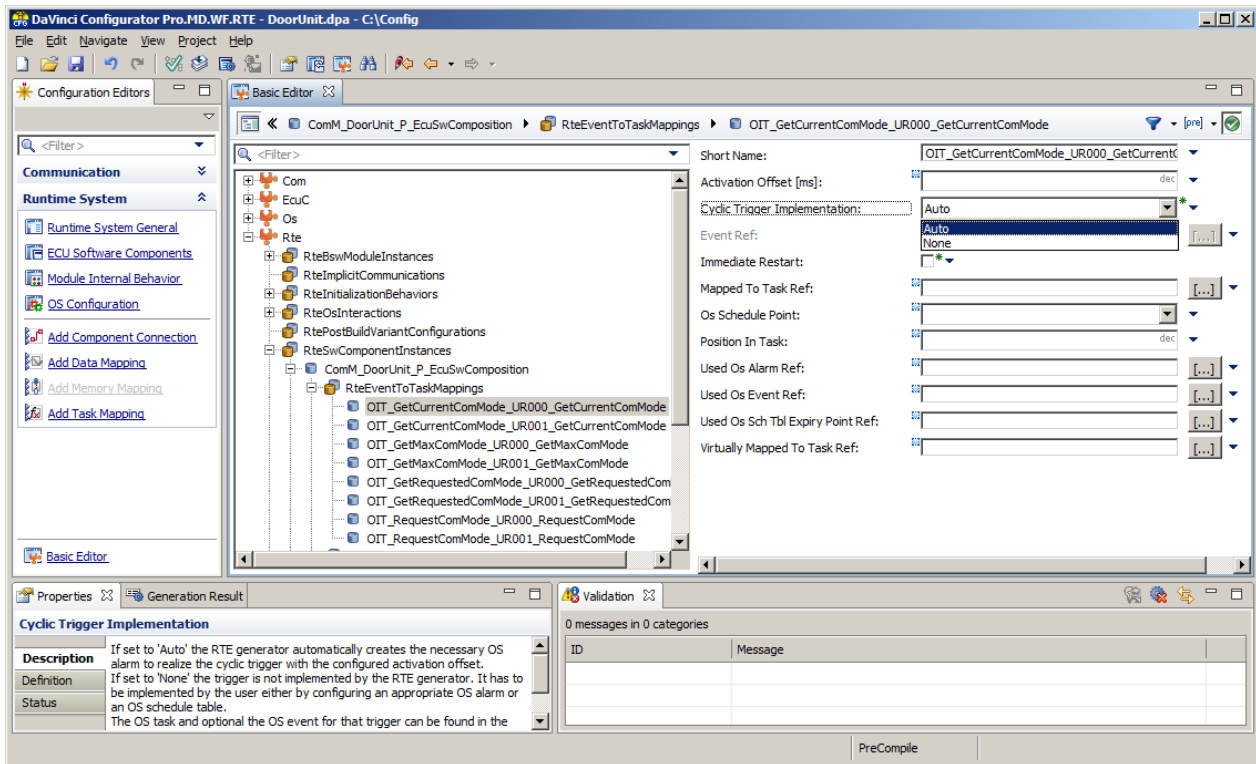 DaVinci Configurator Pro.MD.WF.RTE - DoorUnit.dpa - C:\Config
File Edit Navigate View Project Help
Configuration Editors
Basic Editor
ComM_DoorUnit_P_EcuSwComposition
RteEventToTaskMappings
OIT_GetCurrentComMode_UR000_GetCurrentComMode
[pre]
<Filter>
Communication
Runtime System
Runtime System General
ECU Software Components
Module Internal Behavior
OS Configuration
Add Component Connection
Add Data Mapping
Add Memory Mapping
Add Task Mapping
Basic Editor
<Filter>
Com
EcuC
Os
Rte
RteBswModuleInstances
RteImplicitCommunications
RteInitializationBehaviors
RteOsInteractions
RtePostBuildVariantConfigurations
RteSwComponentInstances
ComM_DoorUnit_P_EcuSwComposition
RteEventToTaskMappings
OIT_GetCurrentComMode_UR000_GetCurrentComMode
OIT_GetCurrentComMode_UR001_GetCurrentComMode
OIT_GetMaxComMode_UR000_GetMaxComMode
OIT_GetMaxComMode_UR001_GetMaxComMode
OIT_GetRequestedComMode_UR000_GetRequestedCom
OIT_GetRequestedComMode_UR001_GetRequestedCom
OIT_RequestComMode_UR000_RequestComMode
OIT_RequestComMode_UR001_RequestComMode
Short Name: OIT_GetCurrentComMode_UR000_GetCurrentC
Activation Offset [ms]: dec
Cyclic Trigger Implementation: Auto
Auto
None
Event Ref: [...]
Immediate Restart:
Mapped To Task Ref: [...]
Os Schedule Point:
Position In Task: dec
Used Os Alarm Ref: [...]
Used Os Event Ref: [...]
Used Os Sch Tbl Expiry Point Ref: [...]
Virtually Mapped To Task Ref: [...]
Properties Generation Result
Cyclic Trigger Implementation
Description
Definition
Status
If set to 'Auto' the RTE generator automatically creates the necessary OS
alarm to realize the cyclic trigger with the configured activation offset.
If set to 'None' the trigger is not implemented by the RTE generator. It has to
be implemented by the user either by configuring an appropriate OS alarm or
an OS schedule table.
The OS task and optional the OS event for that trigger can be found in the
Validation
0 messages in 0 categories
ID Message
PreCompile